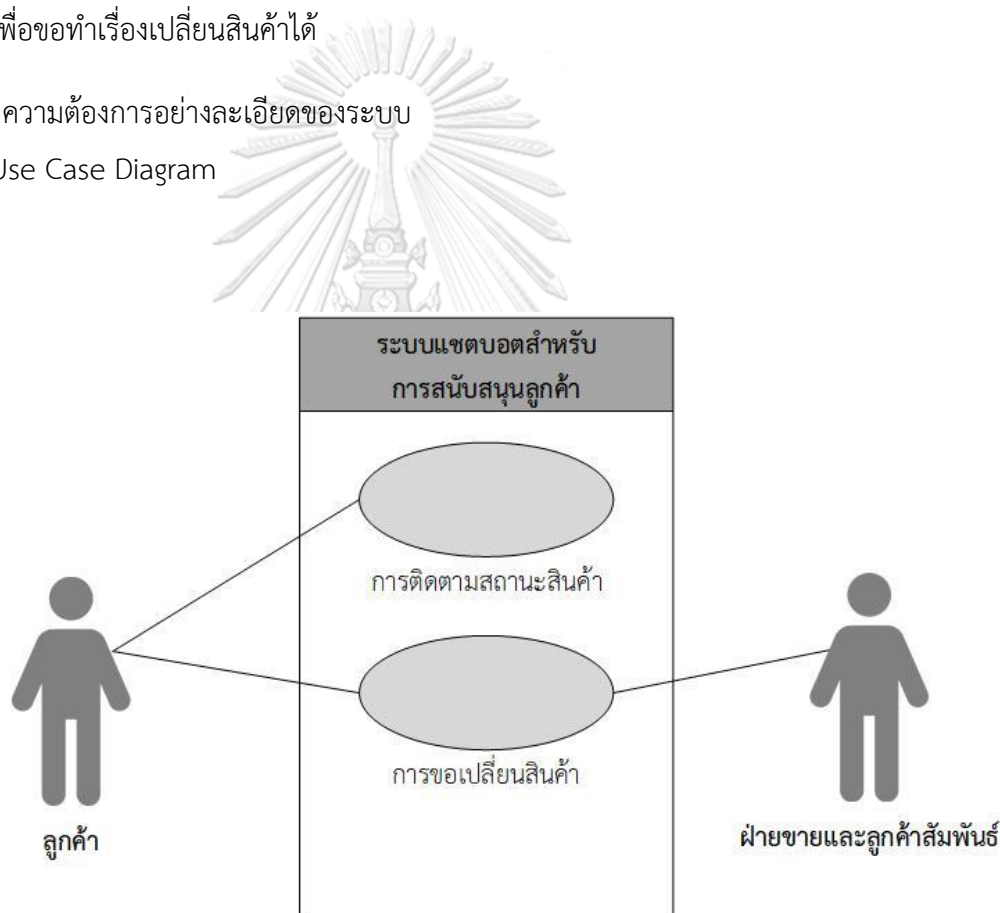 พื่อขอทำเรื่องเปลี่ยนสินค้าได้
ความต้องการอย่างละเอียดของระบบ
Use Case Diagram
ระบบแชตบอตสำหรับ
การสนับสนุนลูกค้า
การติดตามสถานะสินค้า
การขอเปลี่ยนสินค้า
ลูกค้า
ฝ่ายขายและลูกค้าสัมพันธ์